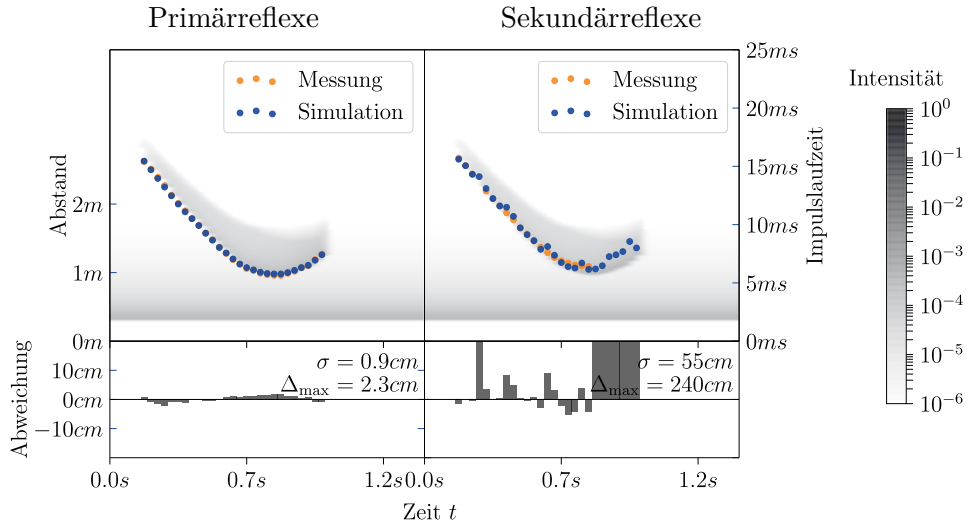 Primärreflexe
Sekundärreflexe
Messung
Simulation
Messung
Simulation
Abstand
2m
1m
0m
25ms
20ms
15ms
10ms
5ms
0ms
Impulslaufzeit
Intensität
10^0
10^{-1}
10^{-2}
10^{-3}
10^{-4}
10^{-5}
10^{-6}
Abweichung
10cm
0cm
−10cm
σ = 0.9cm
Δ_max = 2.3cm
σ = 55cm
Δ_max = 240cm
0.0s 0.7s 1.2s 0.0s 0.7s 1.2s
Zeit t